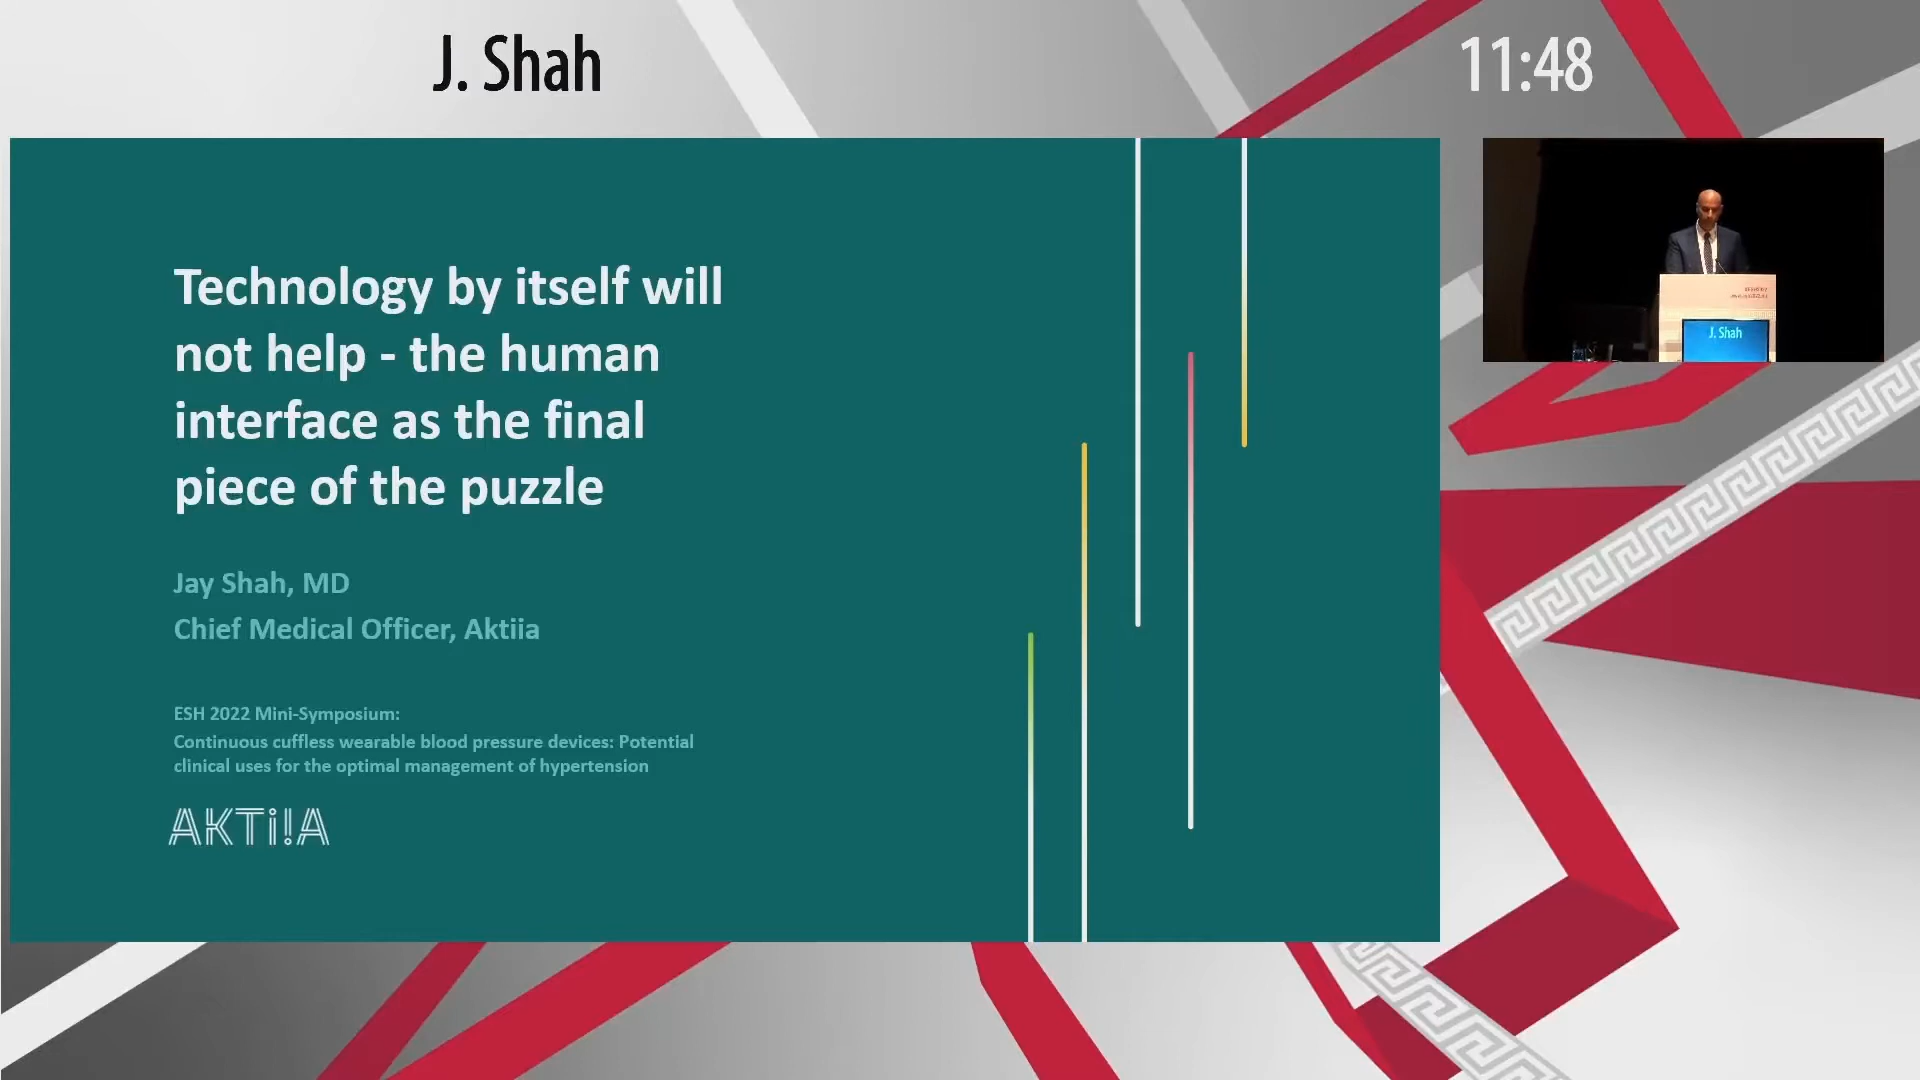 J. Shah
11:48
Technology by itself will
not help - the human
interface as the final
piece of the puzzle
Jay Shah, MD
Chief Medical Officer, Aktiia
ESH 2022 Mini-Symposium:
Continuous cuffless wearable blood pressure devices: Potential
clinical uses for the optimal management of hypertension
AKTi!A
J. Shah